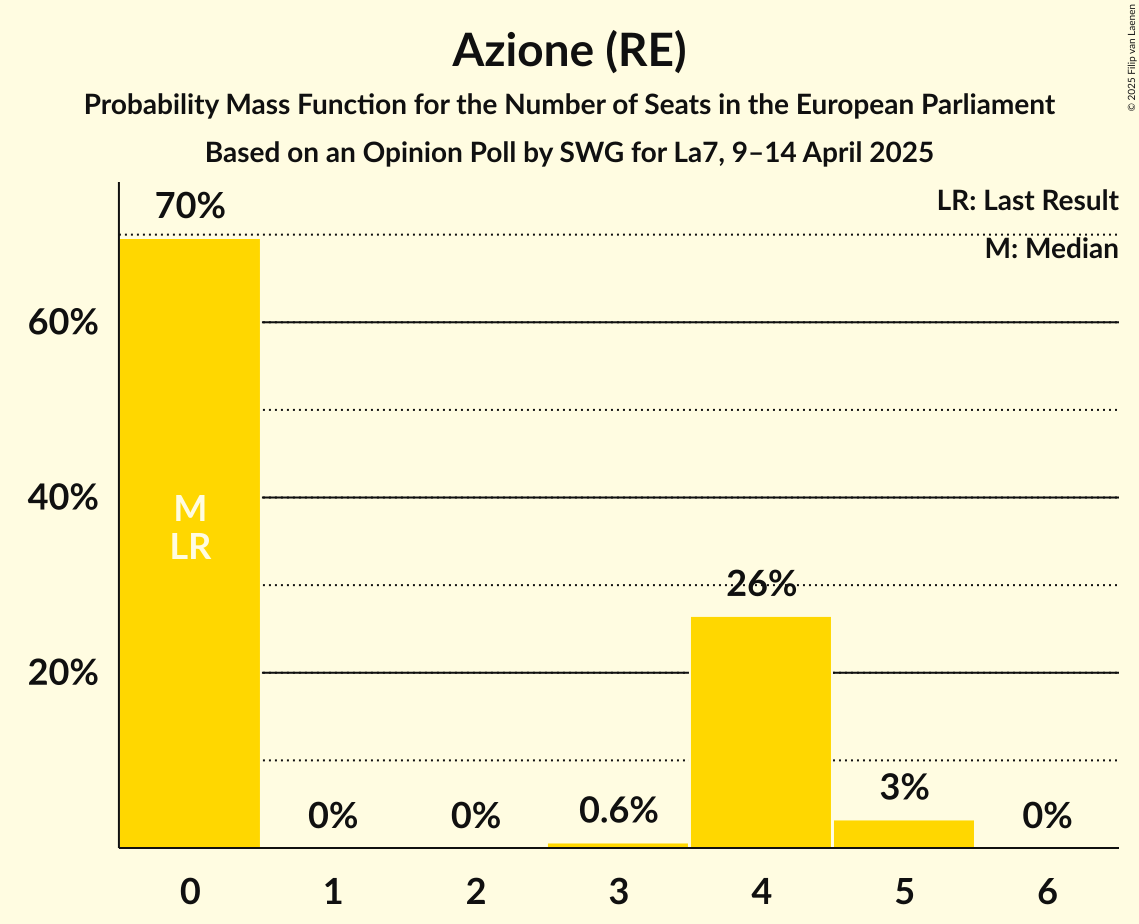 Azione (RE)
Probability Mass Function for the Number of Seats in the European Parliament
Based on an Opinion Poll by SWG for La7, 9–14 April 2025
© 2025 Filip van Laenen
LR: Last Result
M: Median
70%
60%
40%
20%
M
LR
0%
0%
0.6%
26%
3%
0%
0
1
2
3
4
5
6